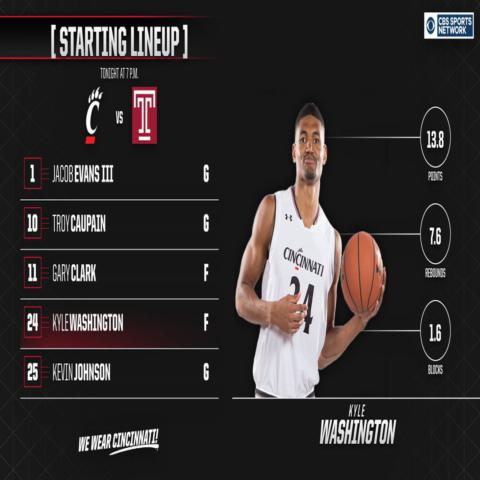 [ STARTING LINEUP ]
CBS SPORTS
NETWORK
TONIGHT AT 7 P.M.
C VS T
1 JACOB EVANS III G
10 TROY CAUPAIN G
11 GARY CLARK F
24 KYLE WASHINGTON F
25 KEVIN JOHNSON G
WE WEAR CINCINNATI!
13.8
POINTS
7.6
REBOUNDS
1.6
BLOCKS
CINCINNATI
24
KYLE
WASHINGTON